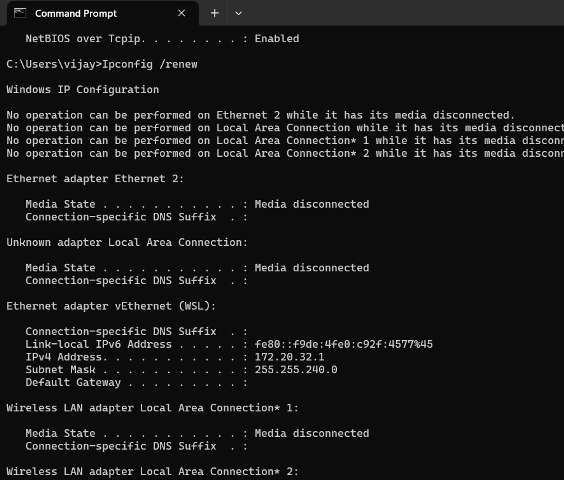 Command Prompt
NetBIOS over Tcpip. . . . . . . . : Enabled
C:\Users\vijay>Ipconfig /renew
Windows IP Configuration
No operation can be performed on Ethernet 2 while it has its media disconnected.
No operation can be performed on Local Area Connection while it has its media disconnect
No operation can be performed on Local Area Connection* 1 while it has its media disconn
No operation can be performed on Local Area Connection* 2 while it has its media disconn
Ethernet adapter Ethernet 2:
Media State . . . . . . . . . . . : Media disconnected
Connection-specific DNS Suffix  . :
Unknown adapter Local Area Connection:
Media State . . . . . . . . . . . : Media disconnected
Connection-specific DNS Suffix  . :
Ethernet adapter vEthernet (WSL):
Connection-specific DNS Suffix  . :
Link-local IPv6 Address . . . . . : fe80::f9de:4fe0:c92f:4577%45
IPv4 Address. . . . . . . . . . . : 172.20.32.1
Subnet Mask . . . . . . . . . . . : 255.255.240.0
Default Gateway . . . . . . . . . :
Wireless LAN adapter Local Area Connection* 1:
Media State . . . . . . . . . . . : Media disconnected
Connection-specific DNS Suffix  . :
Wireless LAN adapter Local Area Connection* 2: